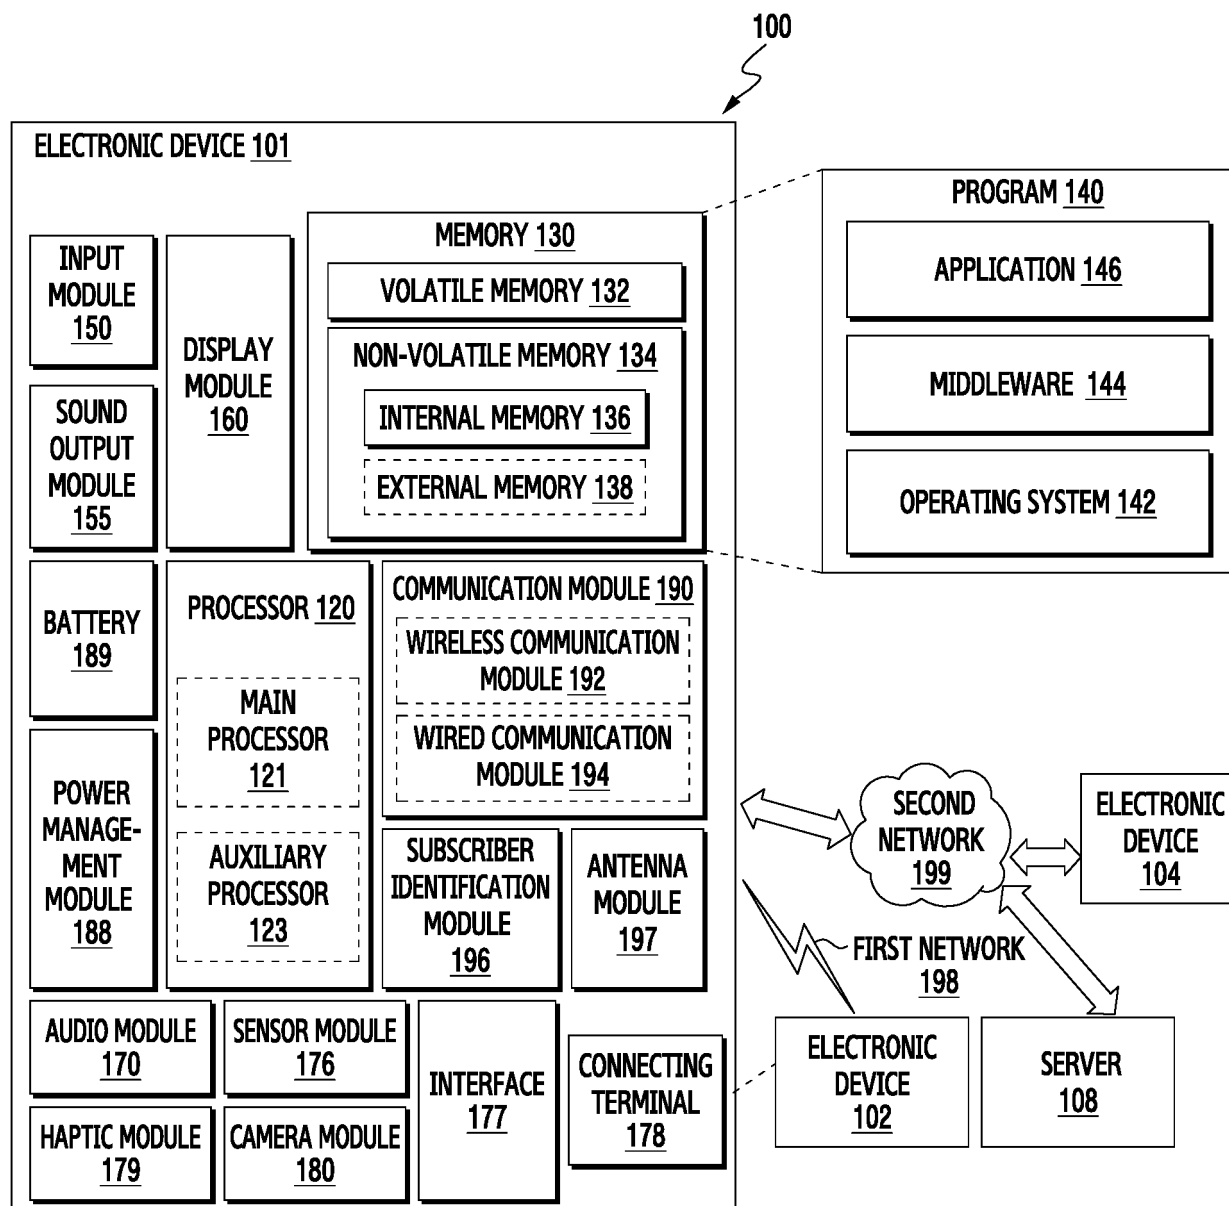 100
ELECTRONIC DEVICE 101
INPUT
MODULE
150
SOUND
OUTPUT
MODULE
155
DISPLAY
MODULE
160
MEMORY 130
VOLATILE MEMORY 132
NON-VOLATILE MEMORY 134
INTERNAL MEMORY 136
EXTERNAL MEMORY 138
PROGRAM 140
APPLICATION 146
MIDDLEWARE 144
OPERATING SYSTEM 142
BATTERY
189
POWER
MANAGE-
MENT
MODULE
188
PROCESSOR 120
MAIN
PROCESSOR
121
AUXILIARY
PROCESSOR
123
COMMUNICATION MODULE 190
WIRELESS COMMUNICATION
MODULE 192
WIRED COMMUNICATION
MODULE 194
SUBSCRIBER
IDENTIFICATION
MODULE
196
ANTENNA
MODULE
197
SECOND
NETWORK
199
ELECTRONIC
DEVICE
104
FIRST NETWORK
198
AUDIO MODULE
170
SENSOR MODULE
176
INTERFACE
177
CONNECTING
TERMINAL
178
HAPTIC MODULE
179
CAMERA MODULE
180
ELECTRONIC
DEVICE
102
SERVER
108